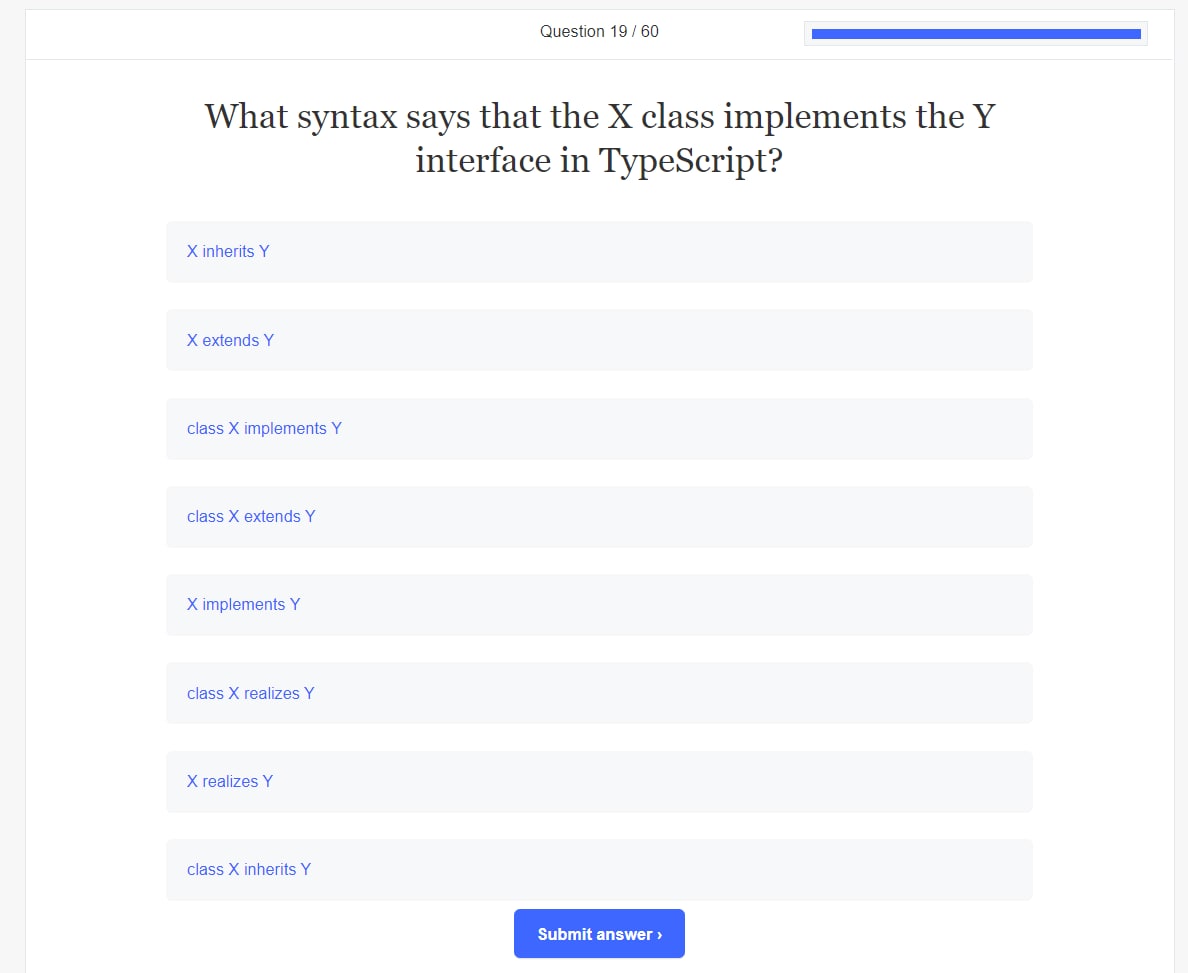 Question 19 / 60
What syntax says that the X class implements the Y
interface in TypeScript?
X inherits Y
X extends Y
class X implements Y
class X extends Y
X implements Y
class X realizes Y
X realizes Y
class X inherits Y
Submit answer ›